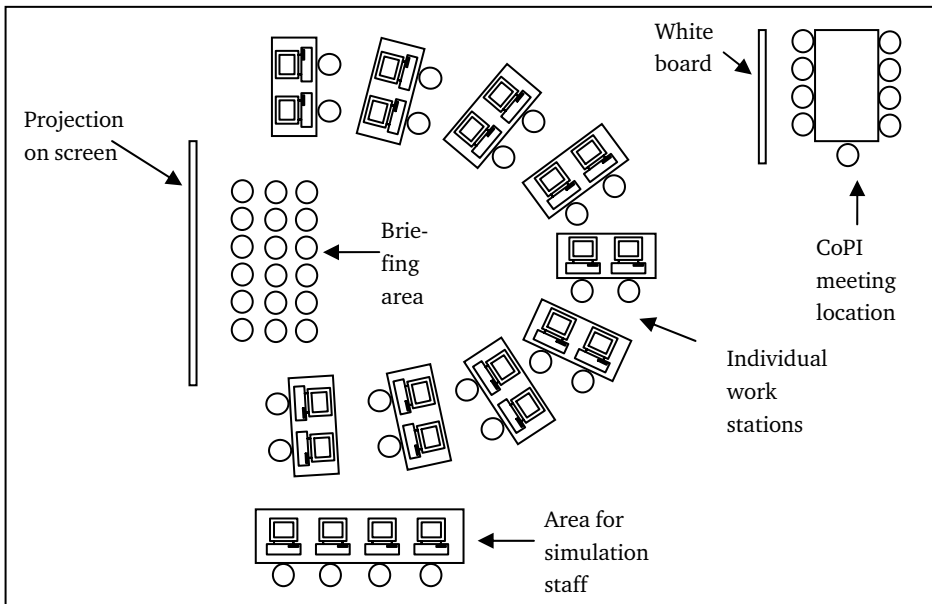 White
board
Projection
on screen
Brie-
fing
area
CoPI
meeting
location
Individual
work
stations
Area for
simulation
staff